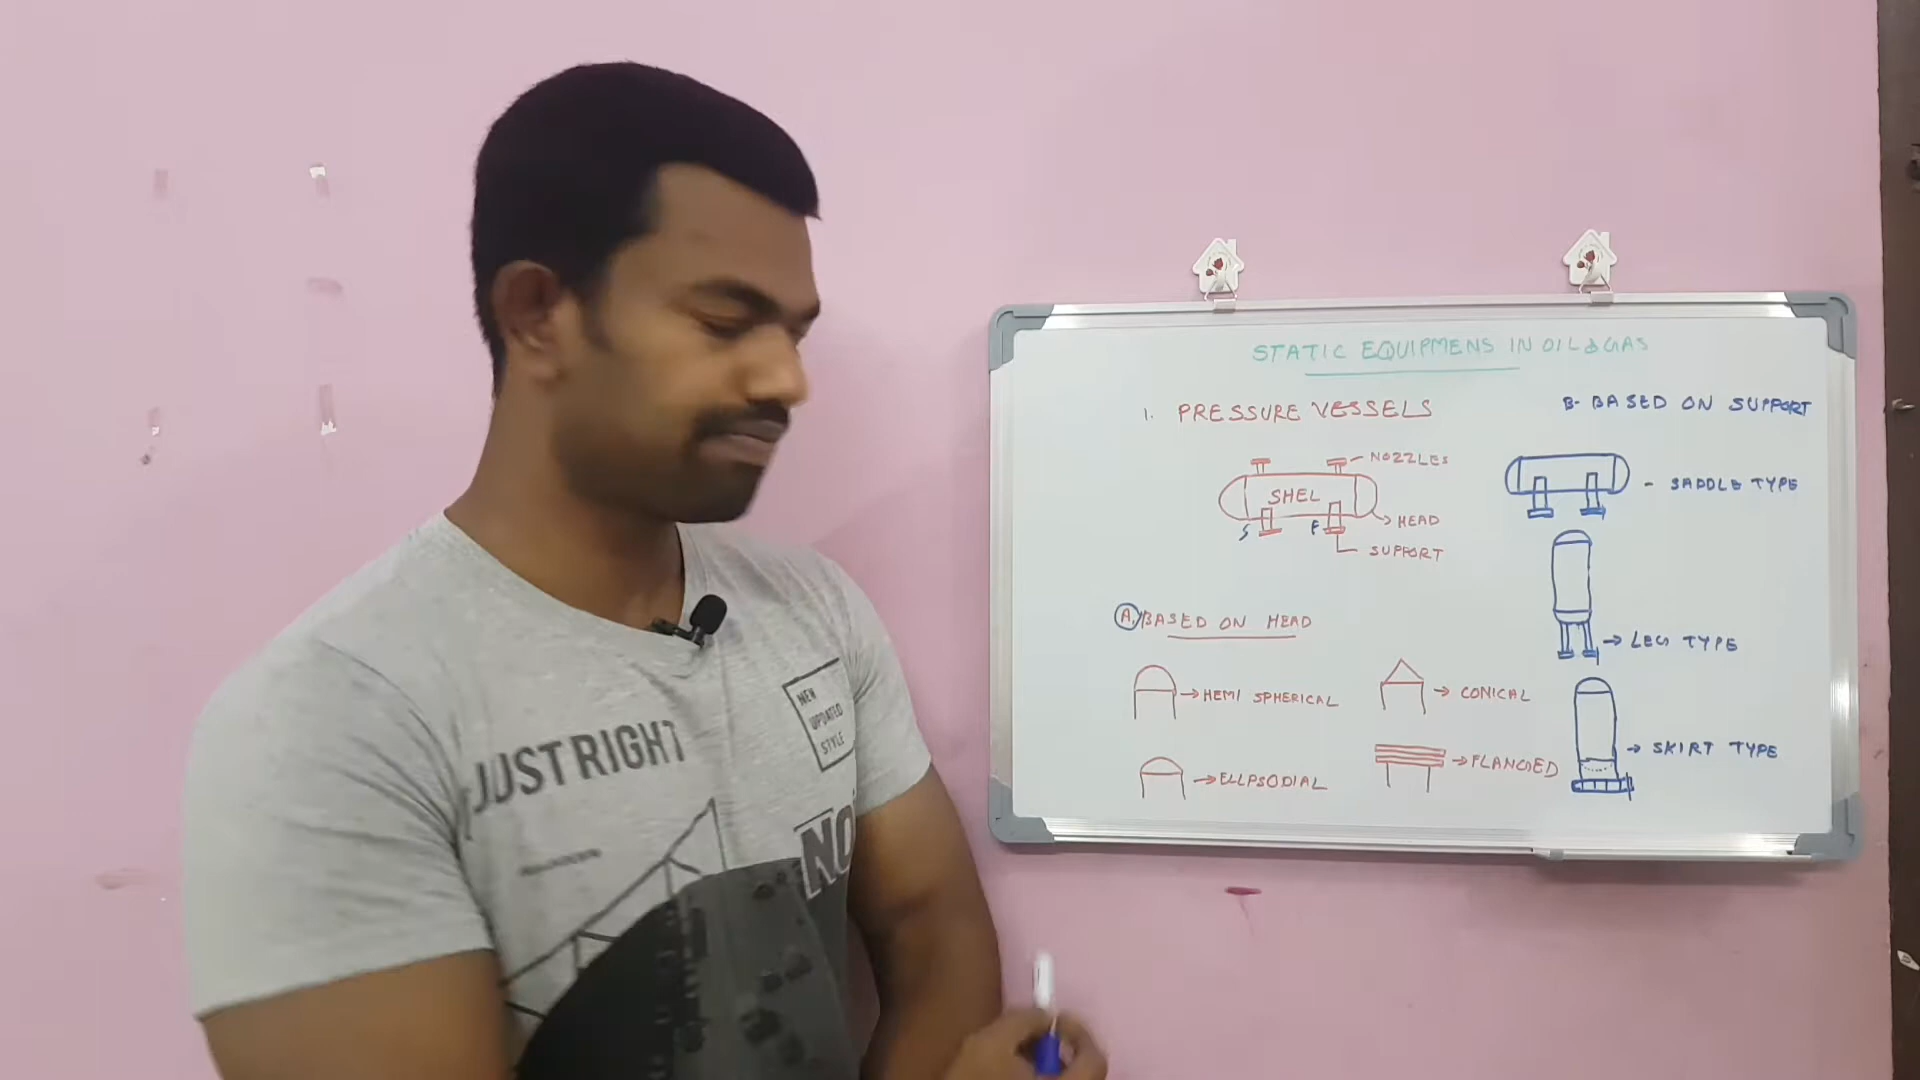 STATIC EQUIPMENS IN OIL & GAS
1. PRESSURE VESSELS
NOZZLES
SHEL
HEAD
S
F
SUPPORT
A. BASED ON HEAD
HEMI SPHERICAL
CONICAL
ELLPSODIAL
FLANGED
B- BASED ON SUPPORT
- SADDLE TYPE
LEG TYPE
SKIRT TYPE
JUST RIGHT
NEW
UPDATED
STYLE
NO